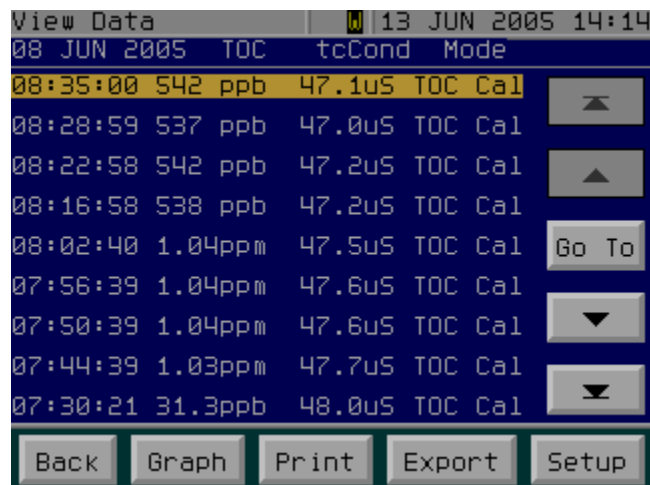 View Data W 13 JUN 2005 14:14
08 JUN 2005 TOC tcCond Mode
08:35:00 542 ppb 47.1uS TOC Cal
08:28:59 537 ppb 47.0uS TOC Cal
08:22:58 542 ppb 47.2uS TOC Cal
08:16:58 538 ppb 47.2uS TOC Cal
08:02:40 1.04ppm 47.5uS TOC Cal
Go To
07:56:39 1.04ppm 47.6uS TOC Cal
07:50:39 1.04ppm 47.6uS TOC Cal
07:44:39 1.03ppm 47.7uS TOC Cal
07:30:21 31.3ppb 48.0uS TOC Cal
Back Graph Print Export Setup